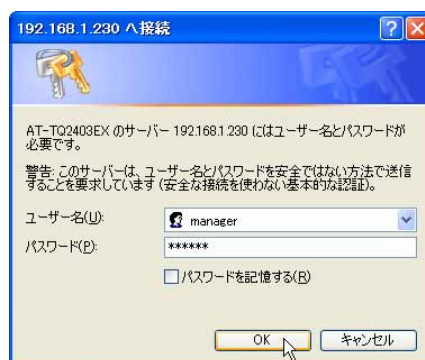 192.168.1.230 へ接続
AT-TQ2403EX のサーバー 192.168.1.230 にはユーザー名とパスワードが
必要です。
警告: このサーバーは、ユーザー名とパスワードを安全ではない方法で送信
することを要求しています (安全な接続を使わない基本的な認証)。
ユーザー名(U):
manager
パスワード(P):
******
パスワードを記憶する(R)
OK
キャンセル